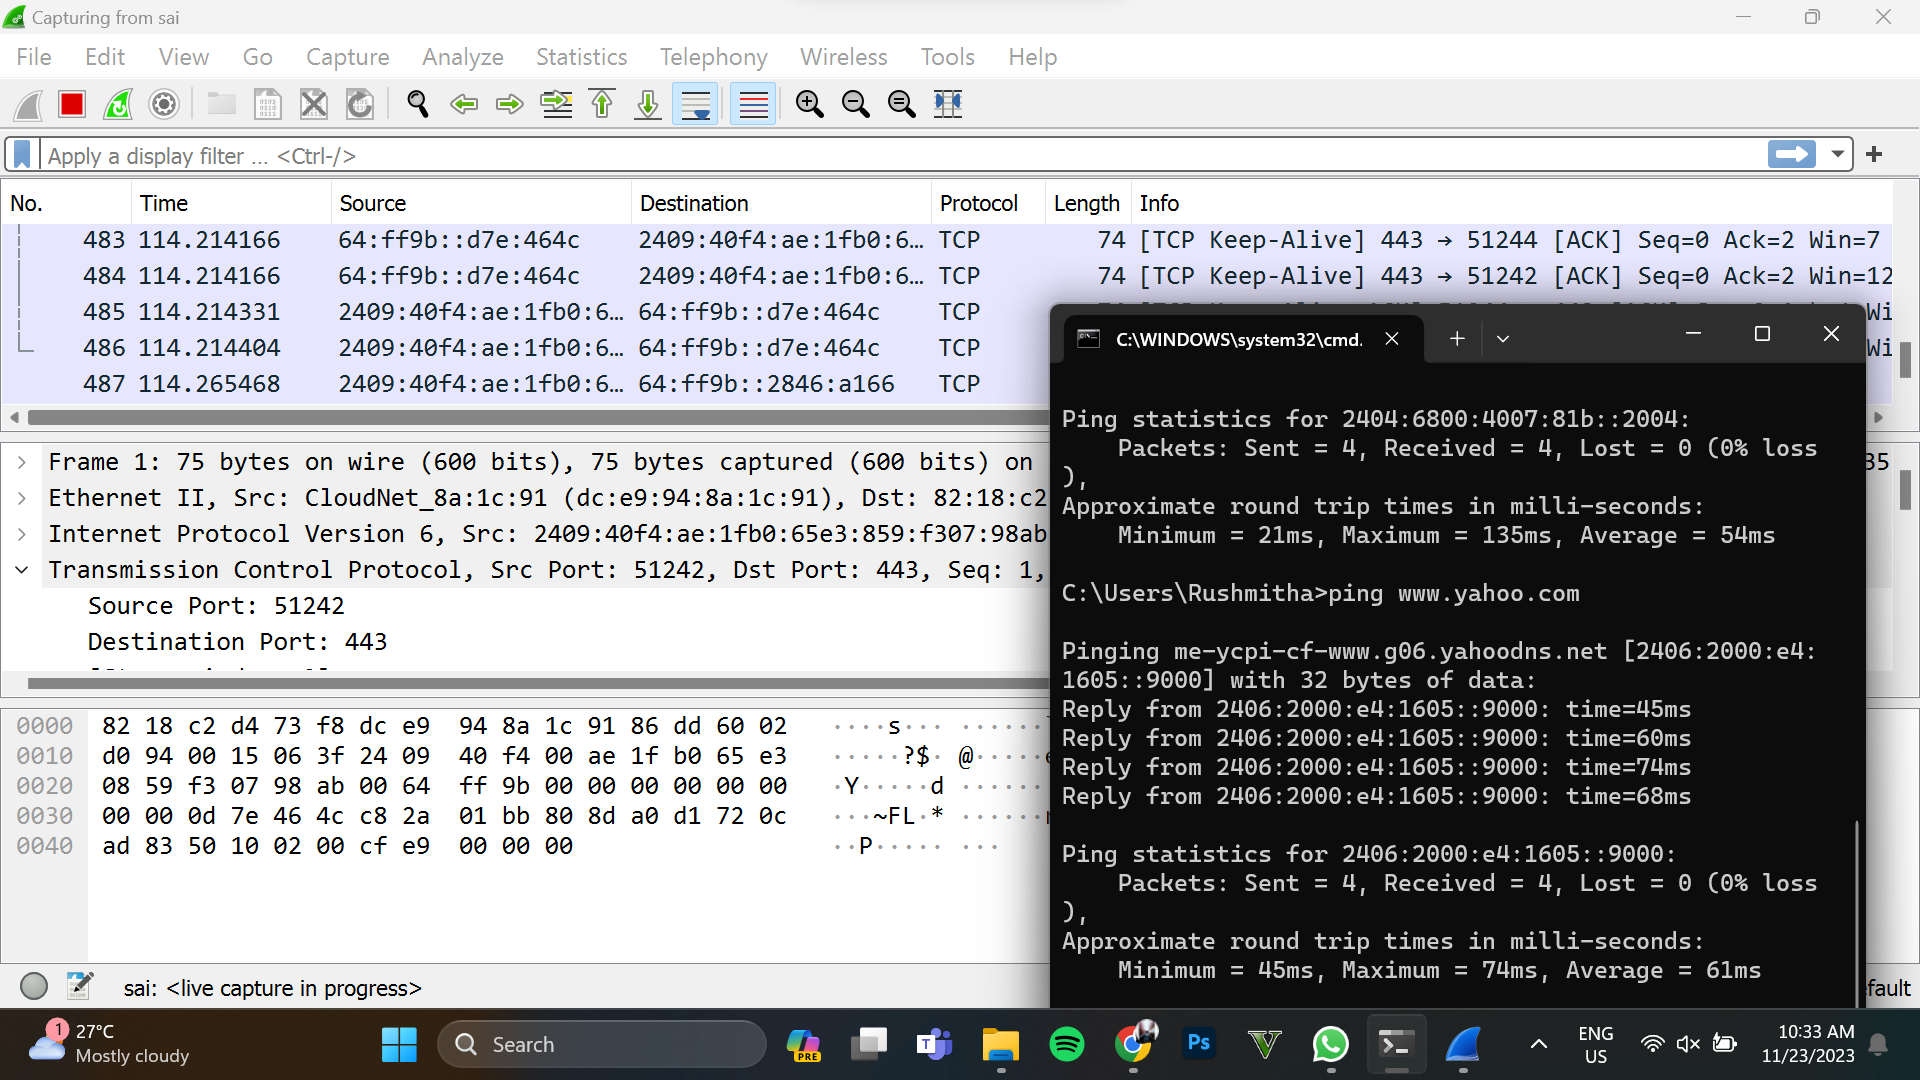 Capturing from sai
File Edit View Go Capture Analyze Statistics Telephony Wireless Tools Help
Apply a display filter ... <Ctrl-/>
No. Time Source Destination Protocol Length Info
483 114.214166 64:ff9b::d7e:464c 2409:40f4:ae:1fb0:6… TCP 74 [TCP Keep-Alive] 443 → 51244 [ACK] Seq=0 Ack=2 Win=7
484 114.214166 64:ff9b::d7e:464c 2409:40f4:ae:1fb0:6… TCP 74 [TCP Keep-Alive] 443 → 51242 [ACK] Seq=0 Ack=2 Win=12
485 114.214331 2409:40f4:ae:1fb0:6… 64:ff9b::d7e:464c TCP Wi
486 114.214404 2409:40f4:ae:1fb0:6… 64:ff9b::d7e:464c TCP Wi
487 114.265468 2409:40f4:ae:1fb0:6… 64:ff9b::2846:a166 TCP
Frame 1: 75 bytes on wire (600 bits), 75 bytes captured (600 bits) on 35
Ethernet II, Src: CloudNet_8a:1c:91 (dc:e9:94:8a:1c:91), Dst: 82:18:c2
Internet Protocol Version 6, Src: 2409:40f4:ae:1fb0:65e3:859:f307:98ab
Transmission Control Protocol, Src Port: 51242, Dst Port: 443, Seq: 1,
Source Port: 51242
Destination Port: 443
0000 82 18 c2 d4 73 f8 dc e9 94 8a 1c 91 86 dd 60 02 ····s··· ······`
0010 d0 94 00 15 06 3f 24 09 40 f4 00 ae 1f b0 65 e3 ·····?$· @·····e
0020 08 59 f3 07 98 ab 00 64 ff 9b 00 00 00 00 00 00 ·Y·····d ······
0030 00 00 0d 7e 46 4c c8 2a 01 bb 80 8d a0 d1 72 0c ···~FL·* ······r
0040 ad 83 50 10 02 00 cf e9 00 00 00 ··P····· ···
sai: <live capture in progress>
fault
C:\WINDOWS\system32\cmd.
Ping statistics for 2404:6800:4007:81b::2004:
Packets: Sent = 4, Received = 4, Lost = 0 (0% loss
),
Approximate round trip times in milli-seconds:
Minimum = 21ms, Maximum = 135ms, Average = 54ms
C:\Users\Rushmitha>ping www.yahoo.com
Pinging me-ycpi-cf-www.g06.yahoodns.net [2406:2000:e4:
1605::9000] with 32 bytes of data:
Reply from 2406:2000:e4:1605::9000: time=45ms
Reply from 2406:2000:e4:1605::9000: time=60ms
Reply from 2406:2000:e4:1605::9000: time=74ms
Reply from 2406:2000:e4:1605::9000: time=68ms
Ping statistics for 2406:2000:e4:1605::9000:
Packets: Sent = 4, Received = 4, Lost = 0 (0% loss
),
Approximate round trip times in milli-seconds:
Minimum = 45ms, Maximum = 74ms, Average = 61ms
1
27°C
Mostly cloudy
Search
PRE
Ps
ENG
US
10:33 AM
11/23/2023